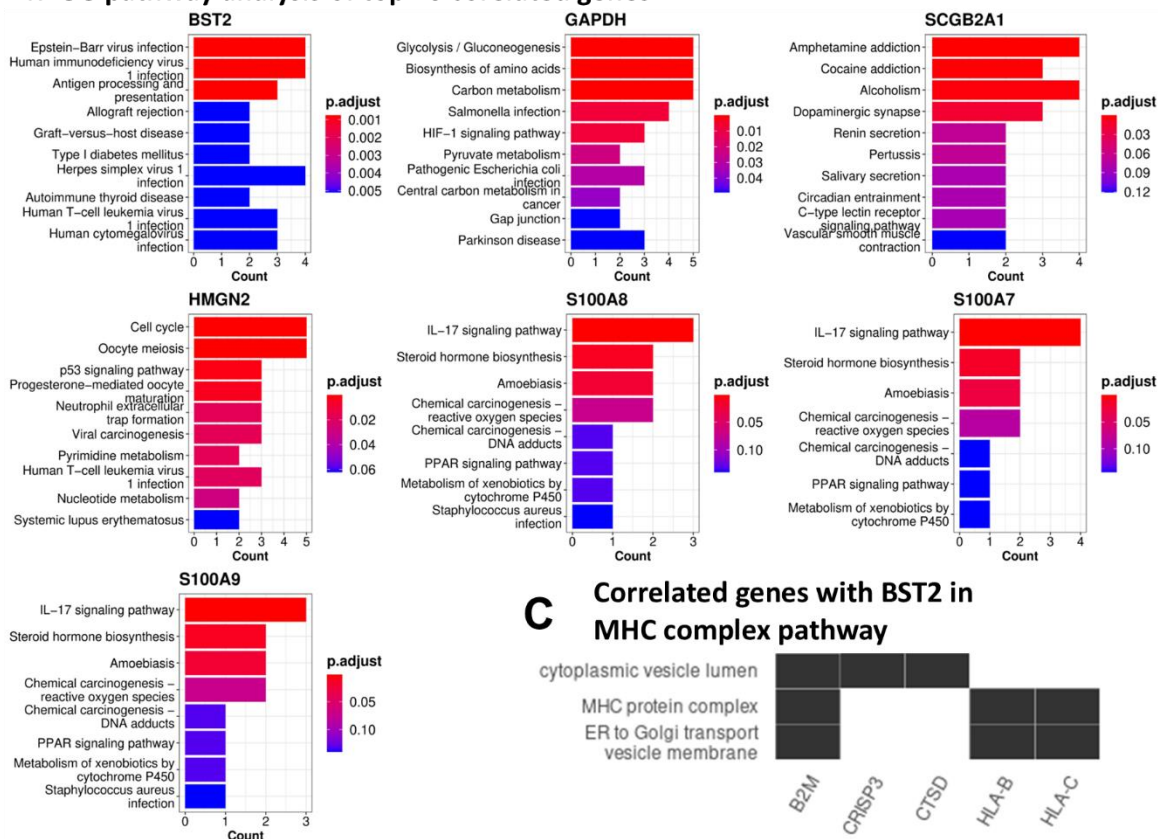 BST2
Epstein−Barr virus infection
Human immunodeficiency virus
1 infection
Antigen processing and
presentation
Allograft rejection
Graft−versus−host disease
Type I diabetes mellitus
Herpes simplex virus 1
infection
Autoimmune thyroid disease
Human T−cell leukemia virus
1 infection
Human cytomegalovirus
infection
0 1 2 3 4
Count
p.adjust
0.001
0.002
0.003
0.004
0.005
GAPDH
Glycolysis / Gluconeogenesis
Biosynthesis of amino acids
Carbon metabolism
Salmonella infection
HIF−1 signaling pathway
Pyruvate metabolism
Pathogenic Escherichia coli
infection
Central carbon metabolism in
cancer
Gap junction
Parkinson disease
0 1 2 3 4 5
Count
p.adjust
0.01
0.02
0.03
0.04
SCGB2A1
Amphetamine addiction
Cocaine addiction
Alcoholism
Dopaminergic synapse
Renin secretion
Pertussis
Salivary secretion
Circadian entrainment
C−type lectin receptor
signaling pathway
Vascular smooth muscle
contraction
0 1 2 3 4
Count
p.adjust
0.03
0.06
0.09
0.12
HMGN2
Cell cycle
Oocyte meiosis
p53 signaling pathway
Progesterone−mediated oocyte
maturation
Neutrophil extracellular
trap formation
Viral carcinogenesis
Pyrimidine metabolism
Human T−cell leukemia virus
1 infection
Nucleotide metabolism
Systemic lupus erythematosus
0 1 2 3 4 5
Count
p.adjust
0.02
0.04
0.06
S100A8
IL−17 signaling pathway
Steroid hormone biosynthesis
Amoebiasis
Chemical carcinogenesis −
reactive oxygen species
Chemical carcinogenesis −
DNA adducts
PPAR signaling pathway
Metabolism of xenobiotics by
cytochrome P450
Staphylococcus aureus
infection
0 1 2 3
Count
p.adjust
0.05
0.10
S100A7
IL−17 signaling pathway
Steroid hormone biosynthesis
Amoebiasis
Chemical carcinogenesis −
reactive oxygen species
Chemical carcinogenesis −
DNA adducts
PPAR signaling pathway
Metabolism of xenobiotics by
cytochrome P450
0 1 2 3 4
Count
p.adjust
0.05
0.10
S100A9
IL−17 signaling pathway
Steroid hormone biosynthesis
Amoebiasis
Chemical carcinogenesis −
reactive oxygen species
Chemical carcinogenesis −
DNA adducts
PPAR signaling pathway
Metabolism of xenobiotics by
cytochrome P450
Staphylococcus aureus
infection
0 1 2 3
Count
p.adjust
0.05
0.10
C
Correlated genes with BST2 in
MHC complex pathway
cytoplasmic vesicle lumen
MHC protein complex
ER to Golgi transport
vesicle membrane
B2M
CRISP3
CTSD
HLA-B
HLA-C